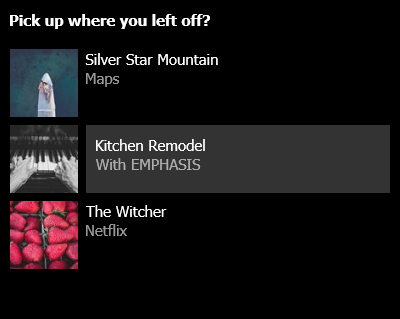 Pick up where you left off?
Silver Star Mountain
Maps
Kitchen Remodel
With EMPHASIS
The Witcher
Netflix